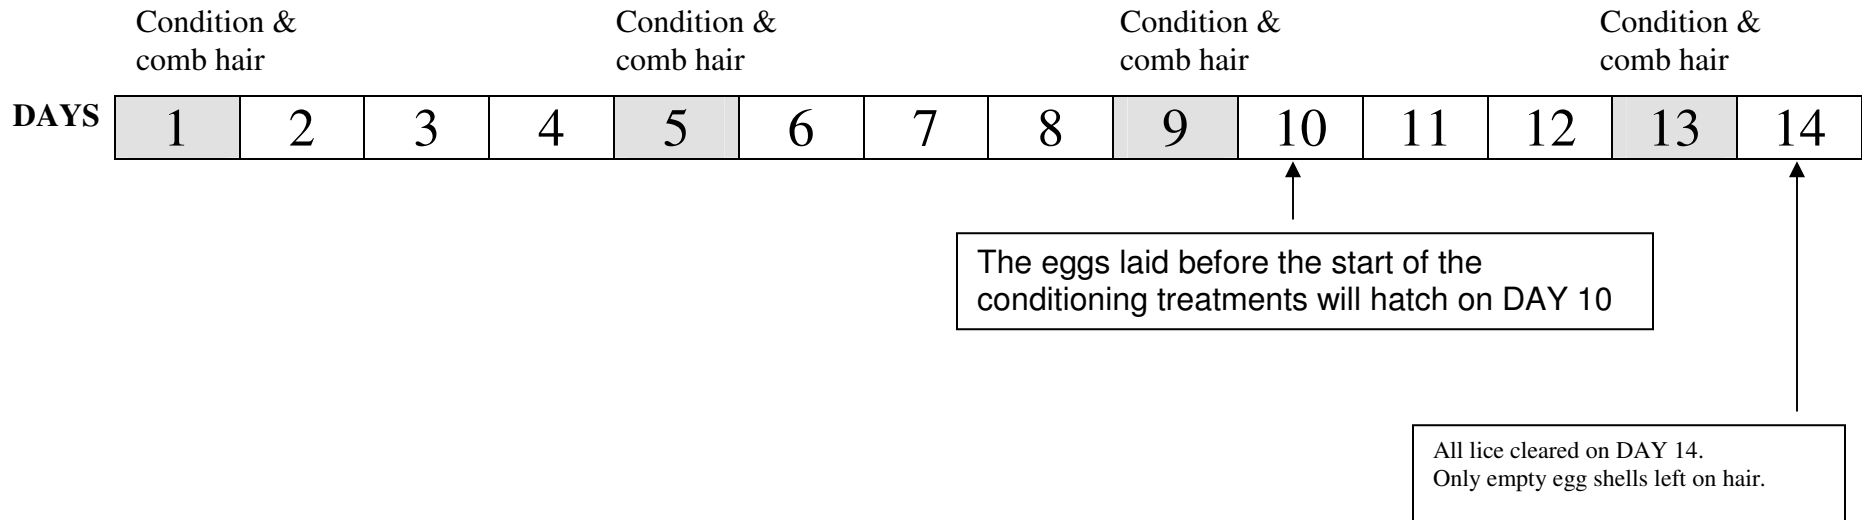 Condition & Condition & Condition & Condition &
comb hair comb hair comb hair comb hair
DAYS 1 2 3 4 5 6 7 8 9 10 11 12 13 14
The eggs laid before the start of the
conditioning treatments will hatch on DAY 10
All lice cleared on DAY 14.
Only empty egg shells left on hair.